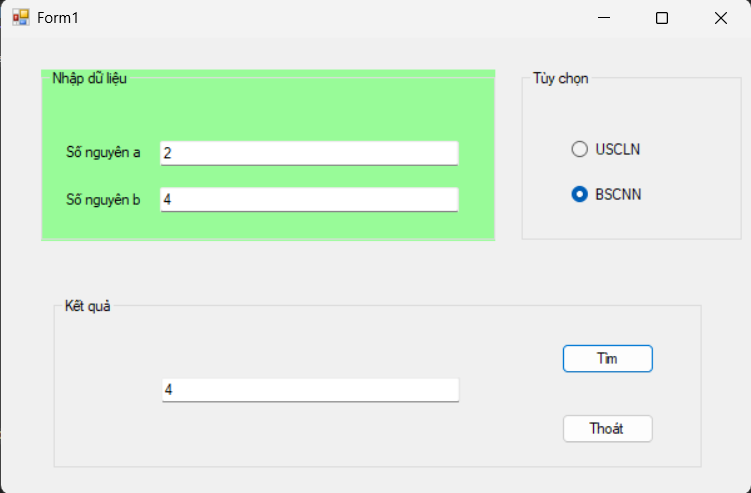 Form1
Nhập dữ liệu
Số nguyên a
2
Số nguyên b
4
Tùy chọn
USCLN
BSCNN
Kết quả
4
Tìm
Thoát